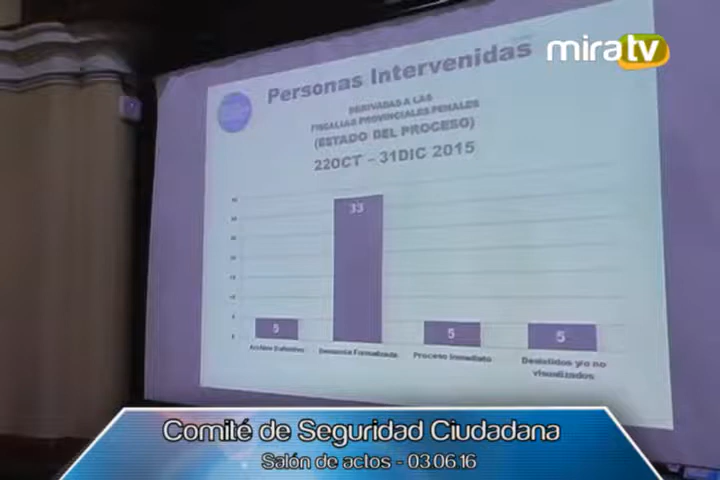 miratv
Personas Intervenidas
DERIVADAS A LAS
FISCALIAS PROVINCIALES PENALES
(ESTADO DEL PROCESO)
22OCT - 31DIC 2015
33
5
5
5
Archivo Definitivo
Denuncia Formalizada
Proceso Inmediato
Desistidos y/o no
visualizados
Comité de Seguridad Ciudadana
Salón de actos - 03.06.16